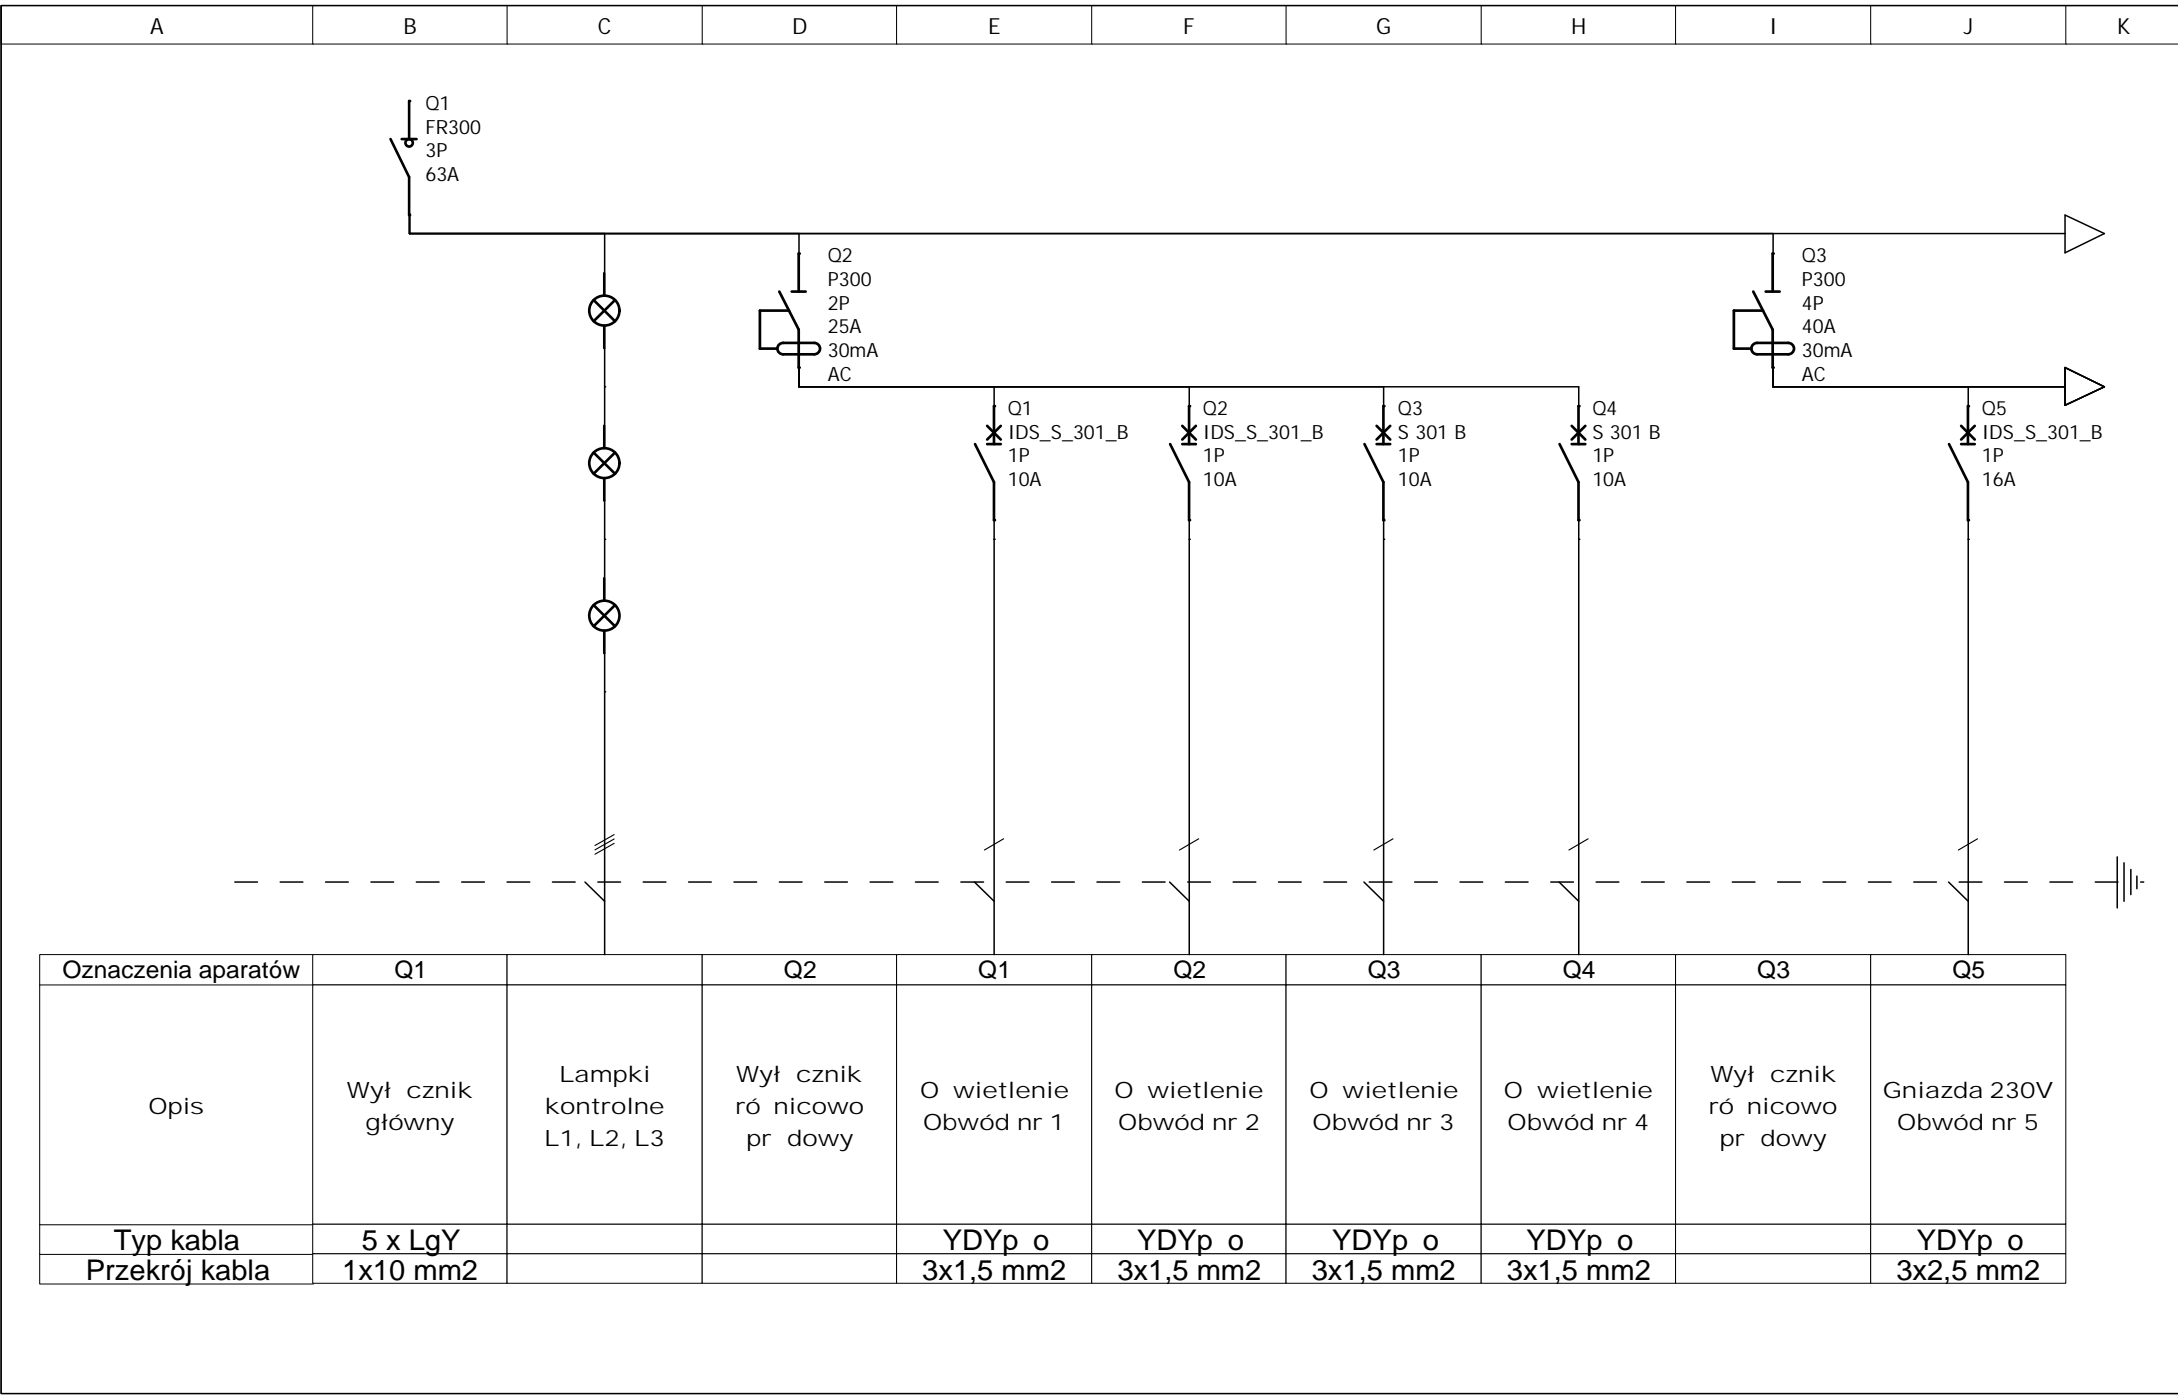 A B C D E F G H I J K
Q1
FR300
3P
63A
Q2
P300
2P
25A
30mA
AC
Q3
P300
4P
40A
30mA
AC
Q1
IDS_S_301_B
1P
10A
Q2
IDS_S_301_B
1P
10A
Q3
S 301 B
1P
10A
Q4
S 301 B
1P
10A
Q5
IDS_S_301_B
1P
16A
Oznaczenia aparatów Q1 Q2 Q1 Q2 Q3 Q4 Q3 Q5
Opis
Wył cznik
główny
Lampki
kontrolne
L1, L2, L3
Wył cznik
ró nicowo
pr dowy
O wietlenie
Obwód nr 1
O wietlenie
Obwód nr 2
O wietlenie
Obwód nr 3
O wietlenie
Obwód nr 4
Wył cznik
ró nicowo
pr dowy
Gniazda 230V
Obwód nr 5
Typ kabla 5 x LgY YDYp o YDYp o YDYp o YDYp o YDYp o
Przekrój kabla 1x10 mm2 3x1,5 mm2 3x1,5 mm2 3x1,5 mm2 3x1,5 mm2 3x2,5 mm2